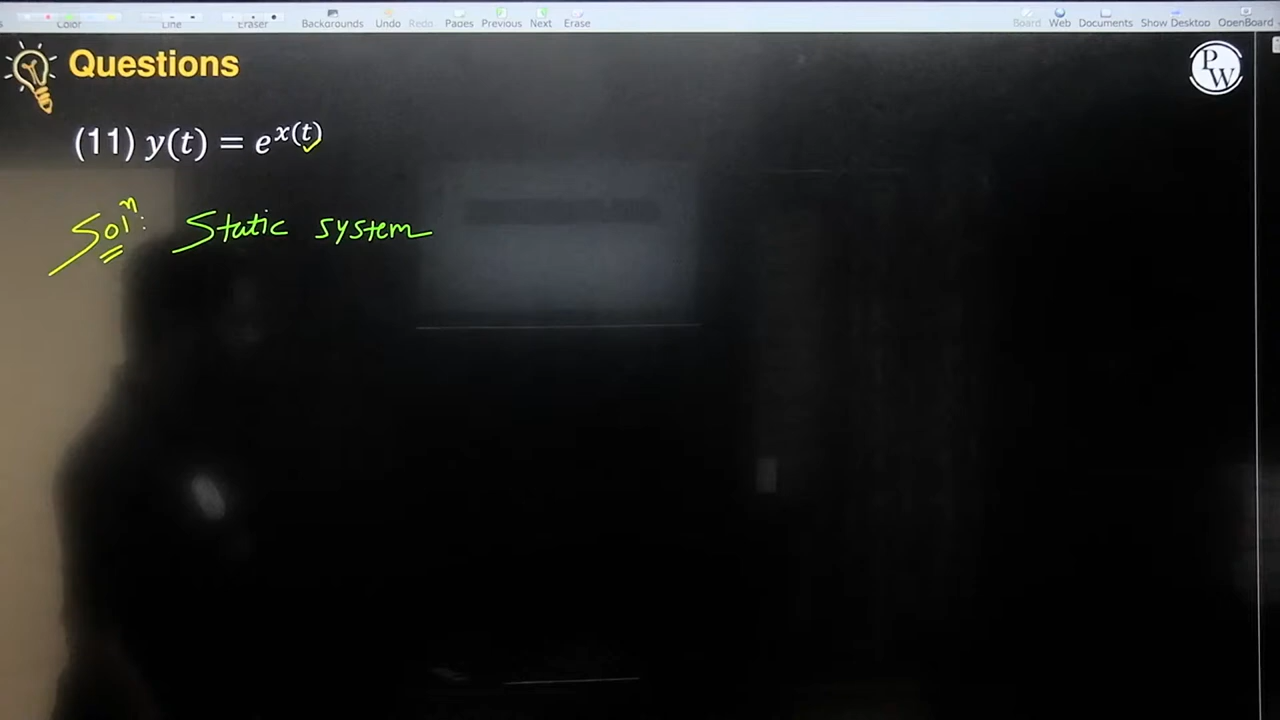 Color Line Eraser Backgrounds Undo Redo Pages Previous Next Erase Board Web Documents Show Desktop OpenBoard
Questions
PW
(11) y(t) = e^{x(t)}
Solⁿ: Static system